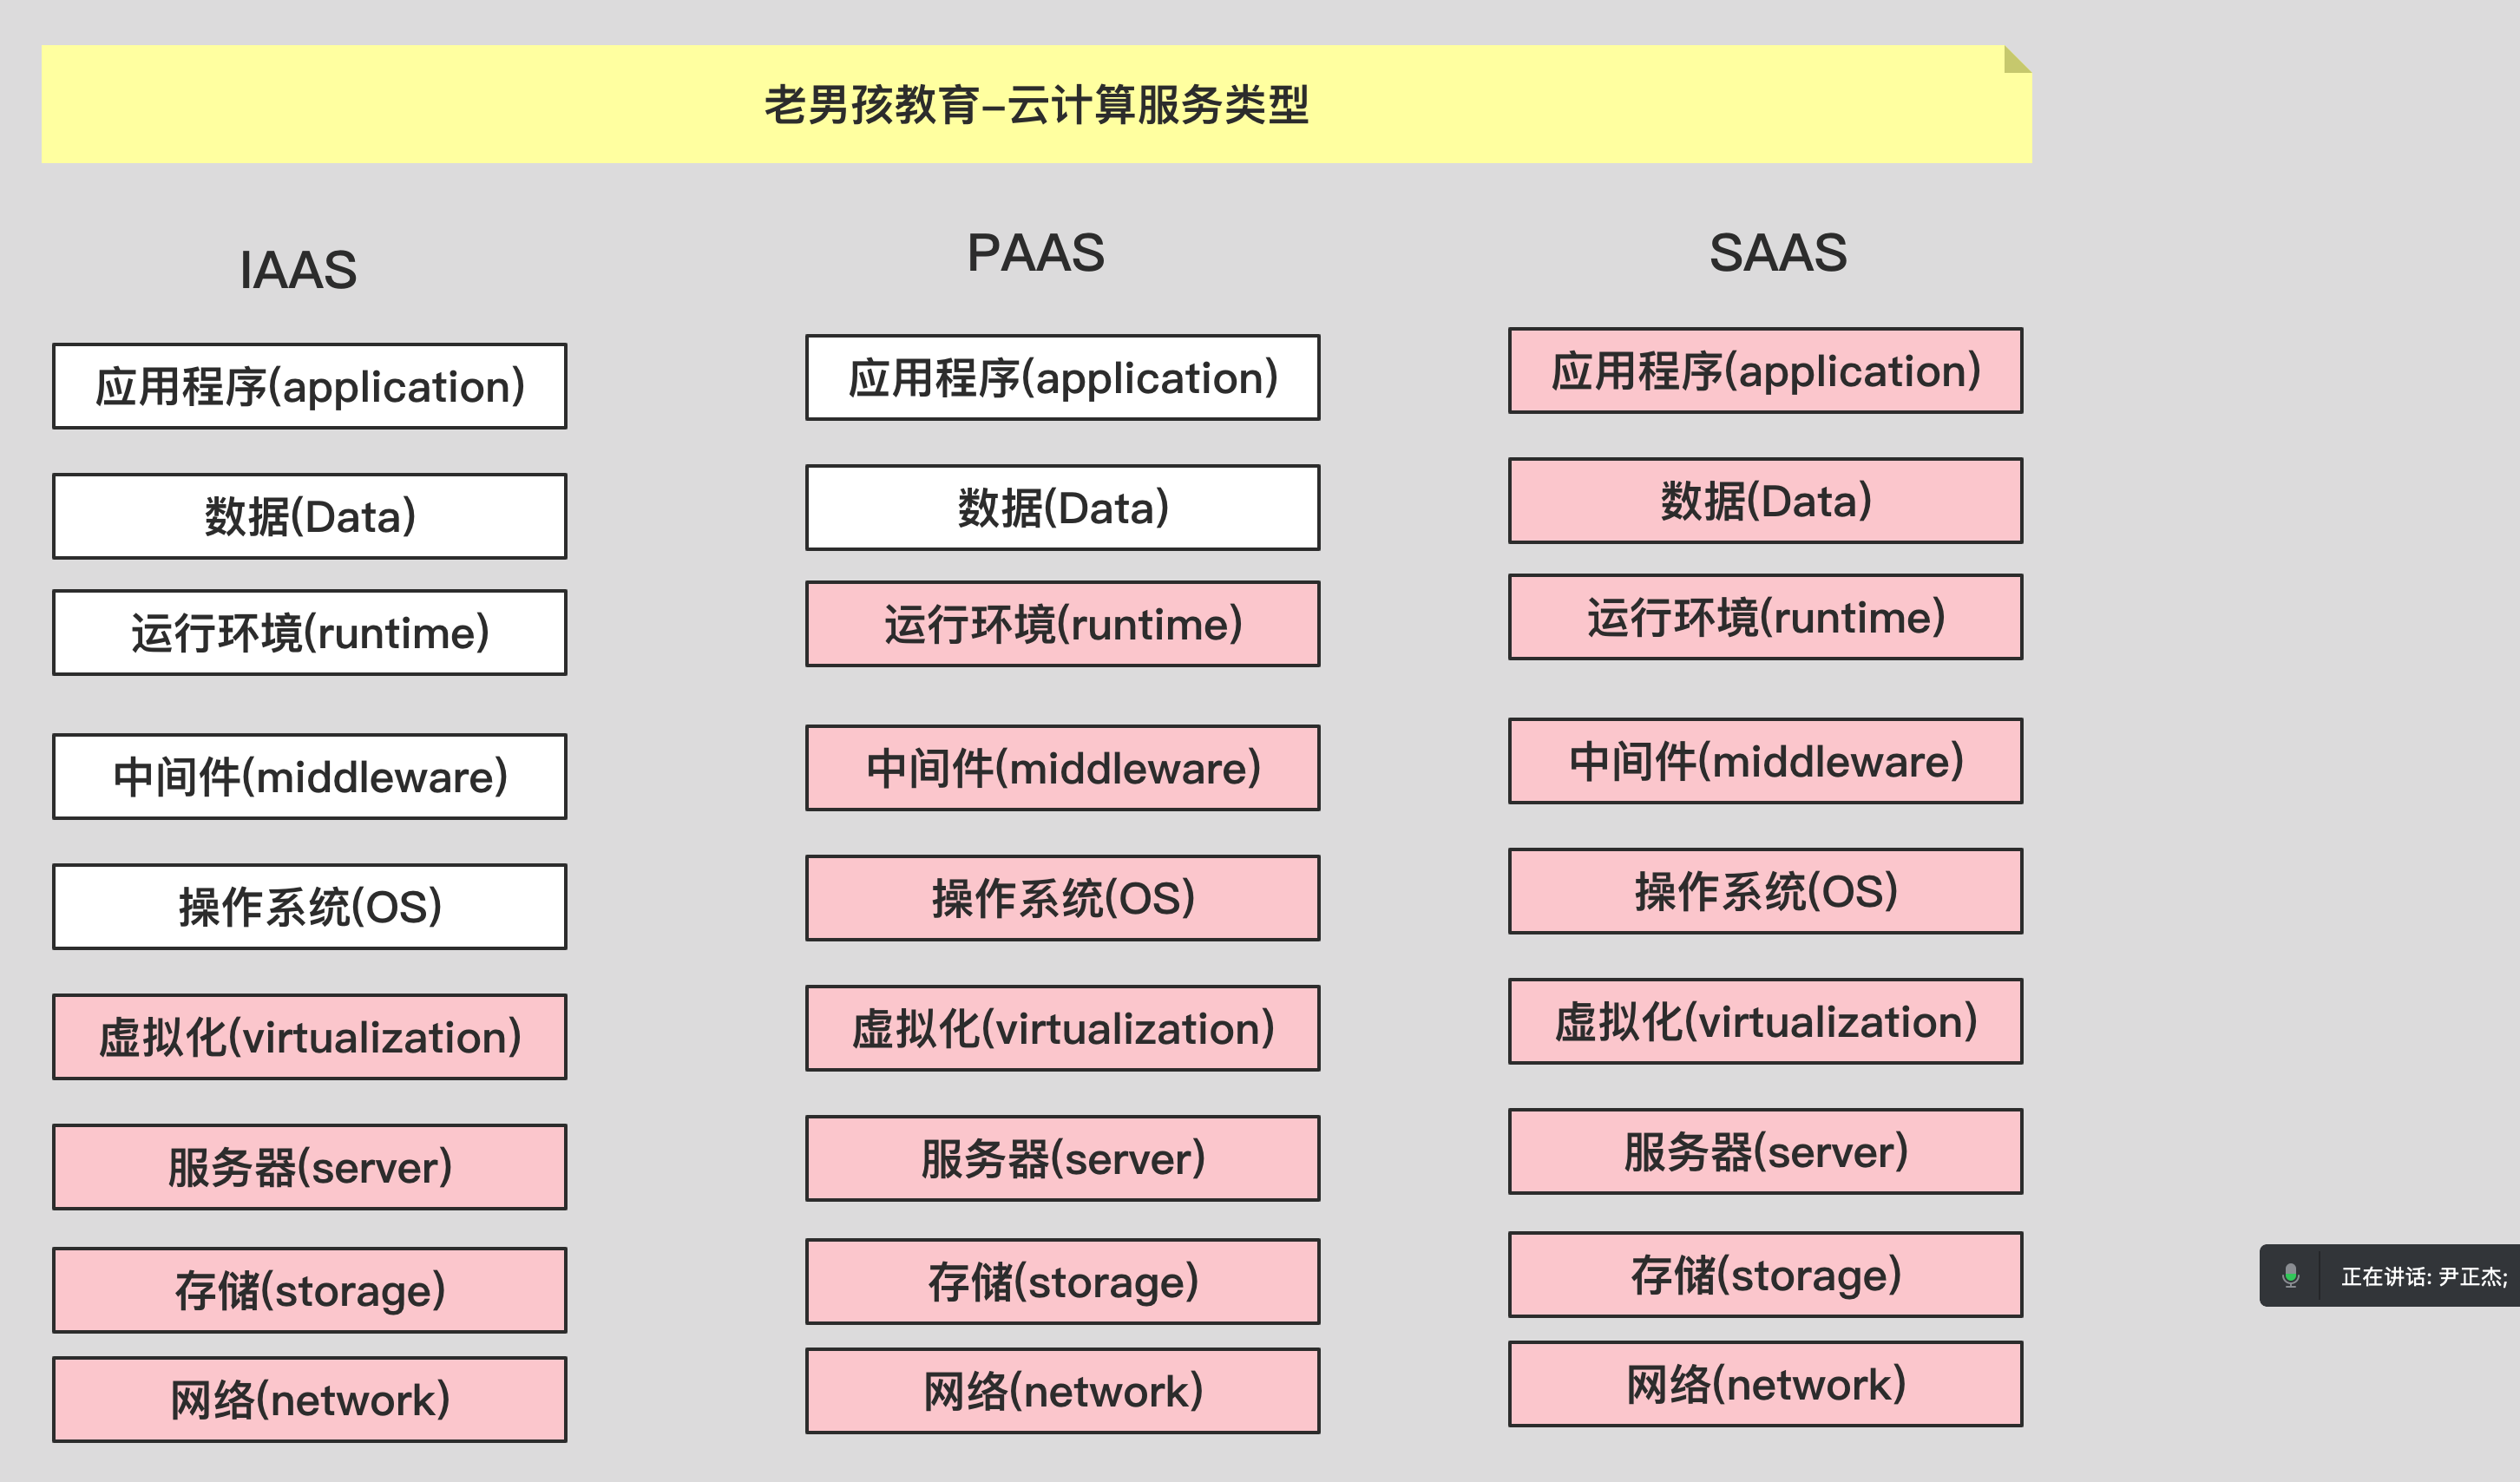 老男孩教育-云计算服务类型
IAAS
应用程序(application)
数据(Data)
运行环境(runtime)
中间件(middleware)
操作系统(OS)
虚拟化(virtualization)
服务器(server)
存储(storage)
网络(network)
PAAS
应用程序(application)
数据(Data)
运行环境(runtime)
中间件(middleware)
操作系统(OS)
虚拟化(virtualization)
服务器(server)
存储(storage)
网络(network)
SAAS
应用程序(application)
数据(Data)
运行环境(runtime)
中间件(middleware)
操作系统(OS)
虚拟化(virtualization)
服务器(server)
存储(storage)
网络(network)
正在讲话: 尹正杰;